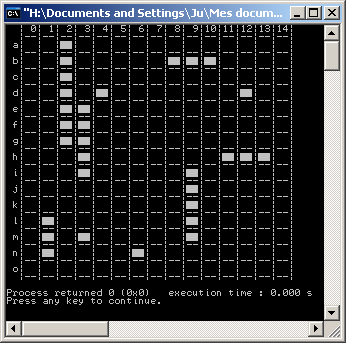 "H:\Documents and Settings\Ju\Mes docum...
0 1 2 3 4 5 6 7 8 9 10 11 12 13 14
a
b
c
d
e
f
g
h
i
j
k
l
m
n
o
Process returned 0 (0x0) execution time : 0.000 s
Press any key to continue.